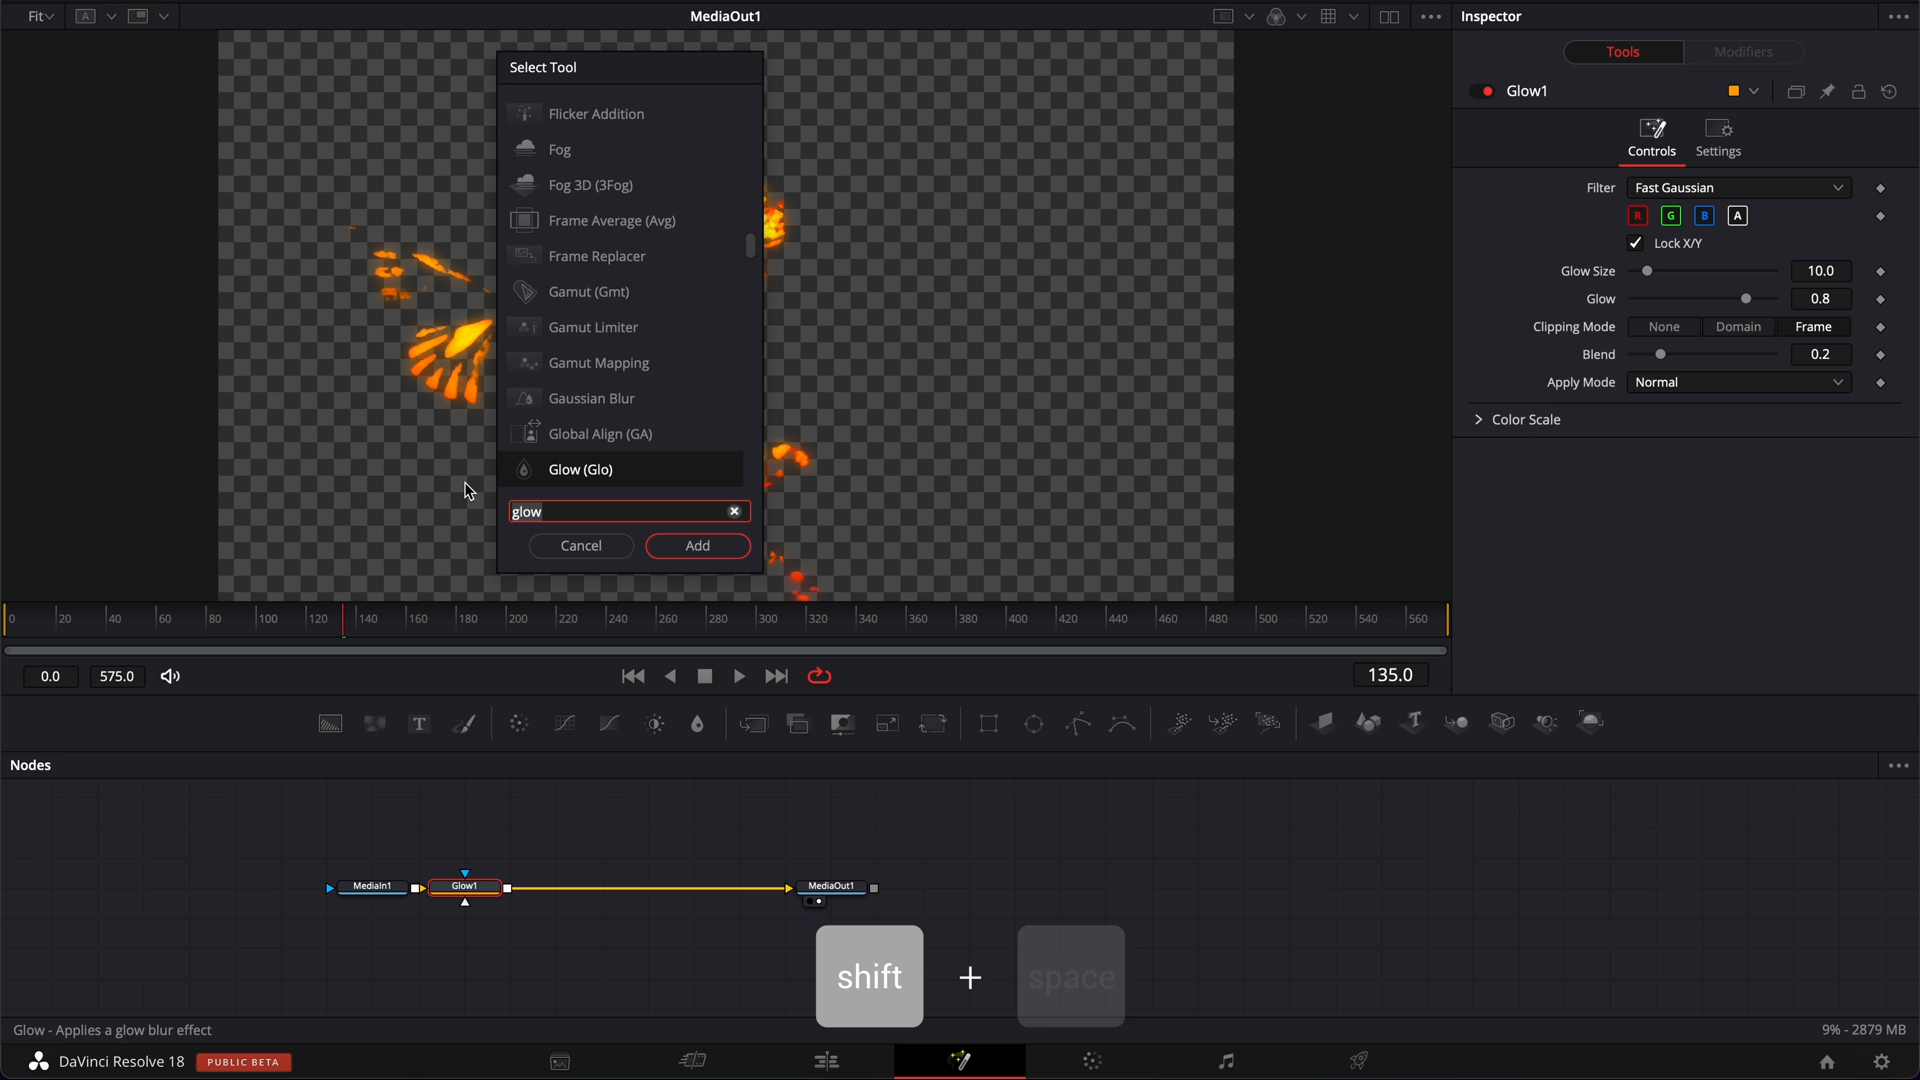 Fit
A
MediaOut1
Inspector
Select Tool
Tools
Modifiers
Glow1
Flicker Addition
Fog
Fog 3D (3Fog)
Frame Average (Avg)
Frame Replacer
Gamut (Gmt)
Gamut Limiter
Gamut Mapping
Gaussian Blur
Global Align (GA)
Glow (Glo)
glow
Cancel
Add
Controls
Settings
Filter
Fast Gaussian
R
G
B
A
Lock X/Y
Glow Size
10.0
Glow
0.8
Clipping Mode
None
Domain
Frame
Blend
0.2
Apply Mode
Normal
Color Scale
0 20 40 60 80 100 120 140 160 180 200 220 240 260 280 300 320 340 360 380 400 420 440 460 480 500 520 540 560
0.0
575.0
135.0
T
Nodes
MediaIn1
Glow1
MediaOut1
shift + space
Glow - Applies a glow blur effect
9% - 2879 MB
DaVinci Resolve 18
PUBLIC BETA